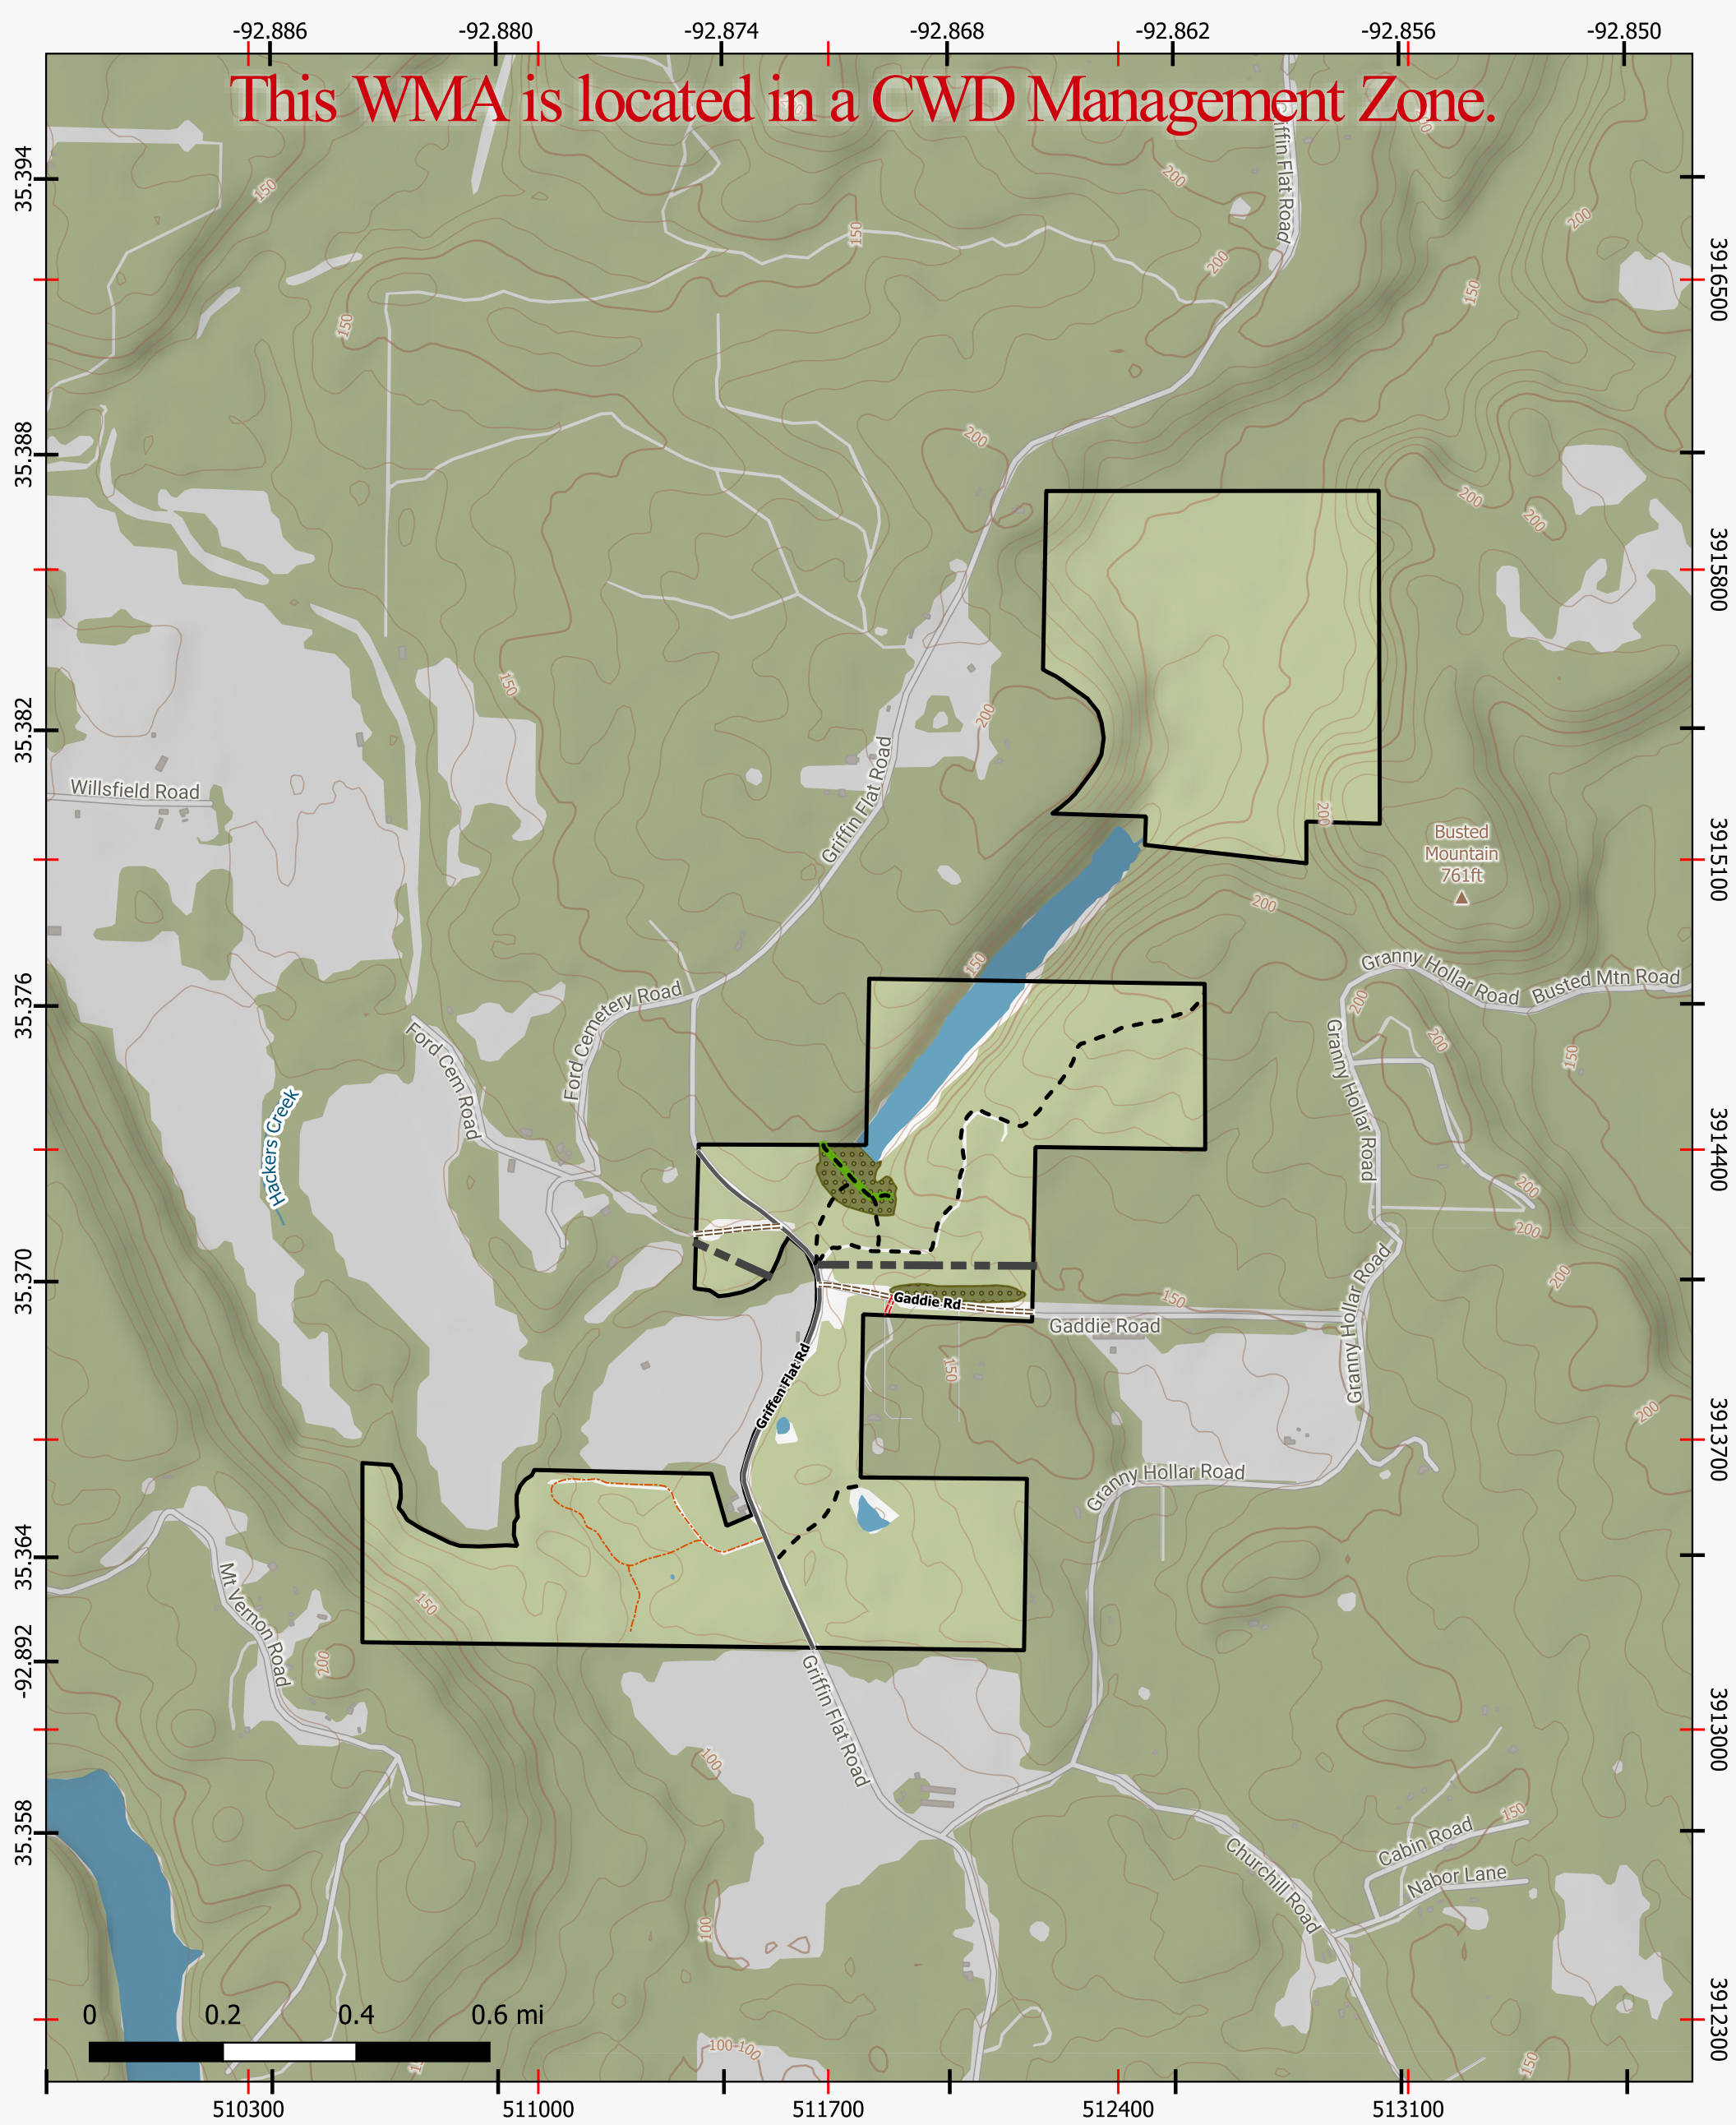 -92.886
-92.880
-92.874
-92.868
-92.862
-92.856
-92.850
This WMA is located in a CWD Management Zone.
Griffin Flat Road
35.394
150
200
200
200
150
150
200
3916500
150
35.388
200
200
200
3915800
150
200
35.382
Willsfield Road
Griffin Flat Road
200
Busted
Mountain
761ft
3915100
200
150
Granny Hollar Road
Busted Mtn Road
35.376
Ford Cemetery Road
200
Ford Cem Road
Granny Hollar Road
200
150
Hackers Creek
3914400
200
200
35.370
Granny Hollar Road
200
150
Gaddie Rd
Gaddie Road
Griffen Flat Rd
150
200
3913700
Granny Hollar Road
35.364
Mt Vernon Road
150
-92.892
200
Griffin Flat Road
100
3913000
150
35.358
Cabin Road
Churchill Road
Nabor Lane
100
0
0.2
0.4
0.6 mi
3912300
100
100
150
510300
511000
511700
512400
513100